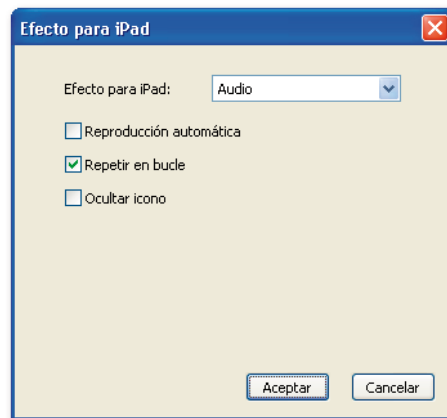 Efecto para iPad
Efecto para iPad: Audio
Reproducción automática
Repetir en bucle
Ocultar icono
Aceptar Cancelar